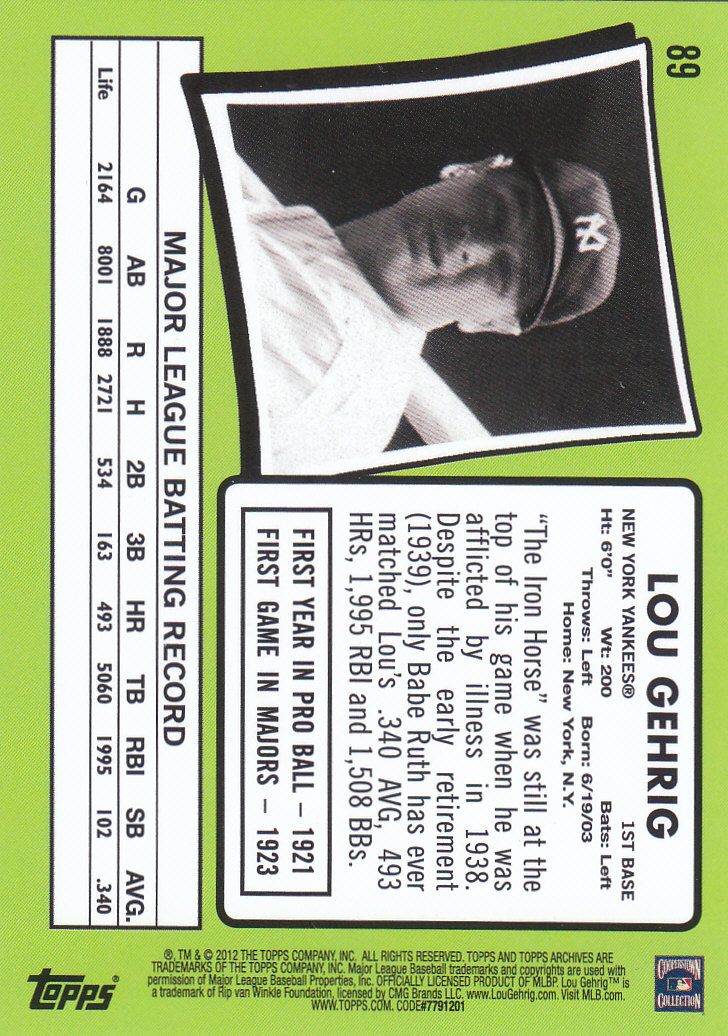 89
NY
LOU GEHRIG
NEW YORK YANKEES® 1ST BASE
Ht: 6'0" Wt: 200 Born: 6/19/03 Bats: Left
Throws: Left Home: New York, N.Y.
“The Iron Horse” was still at the
top of his game when he was
afflicted by illness in 1938.
Despite the early retirement
(1939), only Babe Ruth has ever
matched Lou's .340 AVG, 493
HRs, 1,995 RBI and 1,508 BBs.
FIRST YEAR IN PRO BALL – 1921
FIRST GAME IN MAJORS – 1923
MAJOR LEAGUE BATTING RECORD
G AB R H 2B 3B HR TB RBI SB AVG.
Life 2164 8001 1888 2721 534 163 493 5060 1995 102 .340
COOPERSTOWN
COLLECTION
®, TM & © 2012 THE TOPPS COMPANY, INC. ALL RIGHTS RESERVED. TOPPS AND TOPPS ARCHIVES ARE
TRADEMARKS OF THE TOPPS COMPANY, INC. Major League Baseball trademarks and copyrights are used with
permission of Major League Baseball Properties, Inc. OFFICIALLY LICENSED PRODUCT OF MLBP. Lou Gehrig™ is
a trademark of Rip van Winkle Foundation, licensed by CMG Brands LLC. www.LouGehrig.com. Visit MLB.com.
WWW.TOPPS.COM. CODE#7791201
TOPPS®